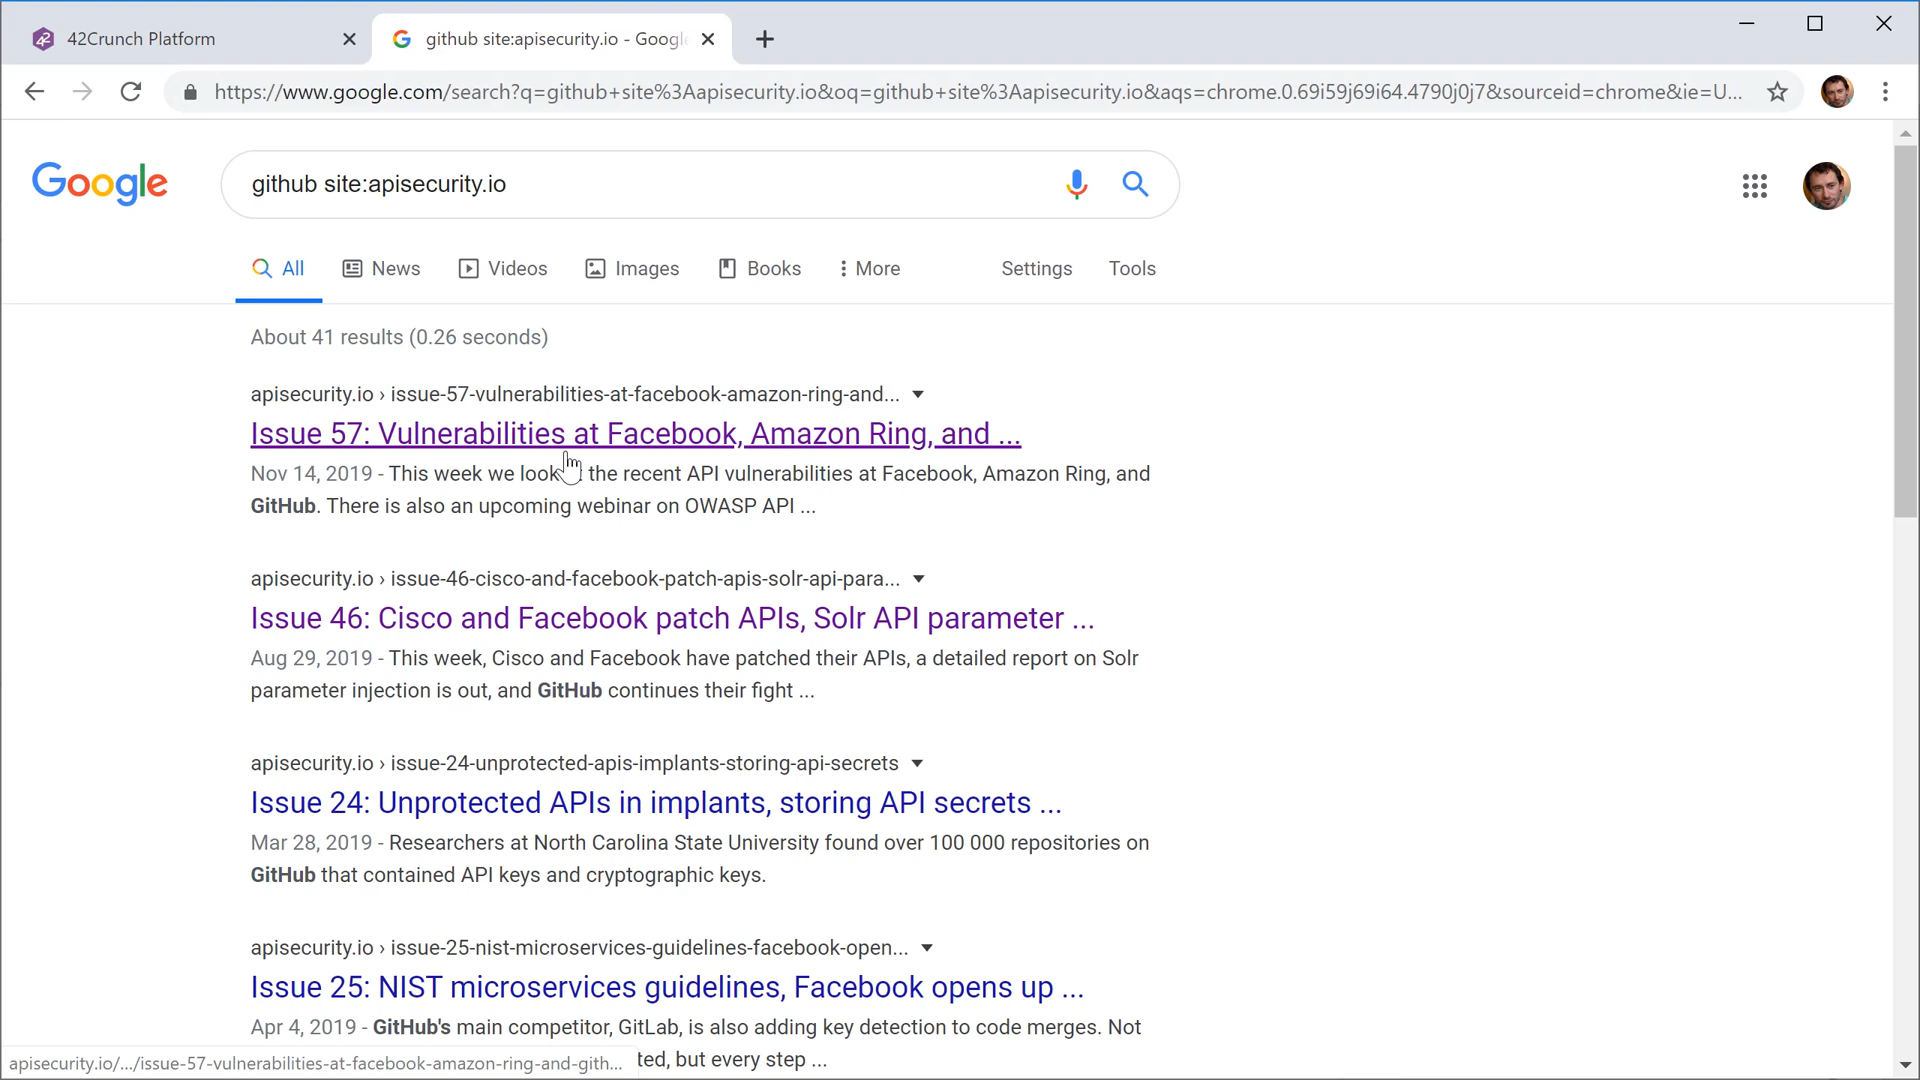 42Crunch Platform
github site:apisecurity.io - Google
https://www.google.com/search?q=github+site%3Aapisecurity.io&oq=github+site%3Aapisecurity.io&aqs=chrome.0.69i59j69i64.4790j0j7&sourceid=chrome&ie=U...
Google
github site:apisecurity.io
All
News
Videos
Images
Books
More
Settings
Tools
About 41 results (0.26 seconds)
apisecurity.io › issue-57-vulnerabilities-at-facebook-amazon-ring-and...
Issue 57: Vulnerabilities at Facebook, Amazon Ring, and ...
Nov 14, 2019 - This week we look the recent API vulnerabilities at Facebook, Amazon Ring, and
GitHub. There is also an upcoming webinar on OWASP API ...
apisecurity.io › issue-46-cisco-and-facebook-patch-apis-solr-api-para...
Issue 46: Cisco and Facebook patch APIs, Solr API parameter ...
Aug 29, 2019 - This week, Cisco and Facebook have patched their APIs, a detailed report on Solr
parameter injection is out, and GitHub continues their fight ...
apisecurity.io › issue-24-unprotected-apis-implants-storing-api-secrets
Issue 24: Unprotected APIs in implants, storing API secrets ...
Mar 28, 2019 - Researchers at North Carolina State University found over 100 000 repositories on
GitHub that contained API keys and cryptographic keys.
apisecurity.io › issue-25-nist-microservices-guidelines-facebook-open...
Issue 25: NIST microservices guidelines, Facebook opens up ...
Apr 4, 2019 - GitHub's main competitor, GitLab, is also adding key detection to code merges. Not
ted, but every step ...
apisecurity.io/.../issue-57-vulnerabilities-at-facebook-amazon-ring-and-gith...